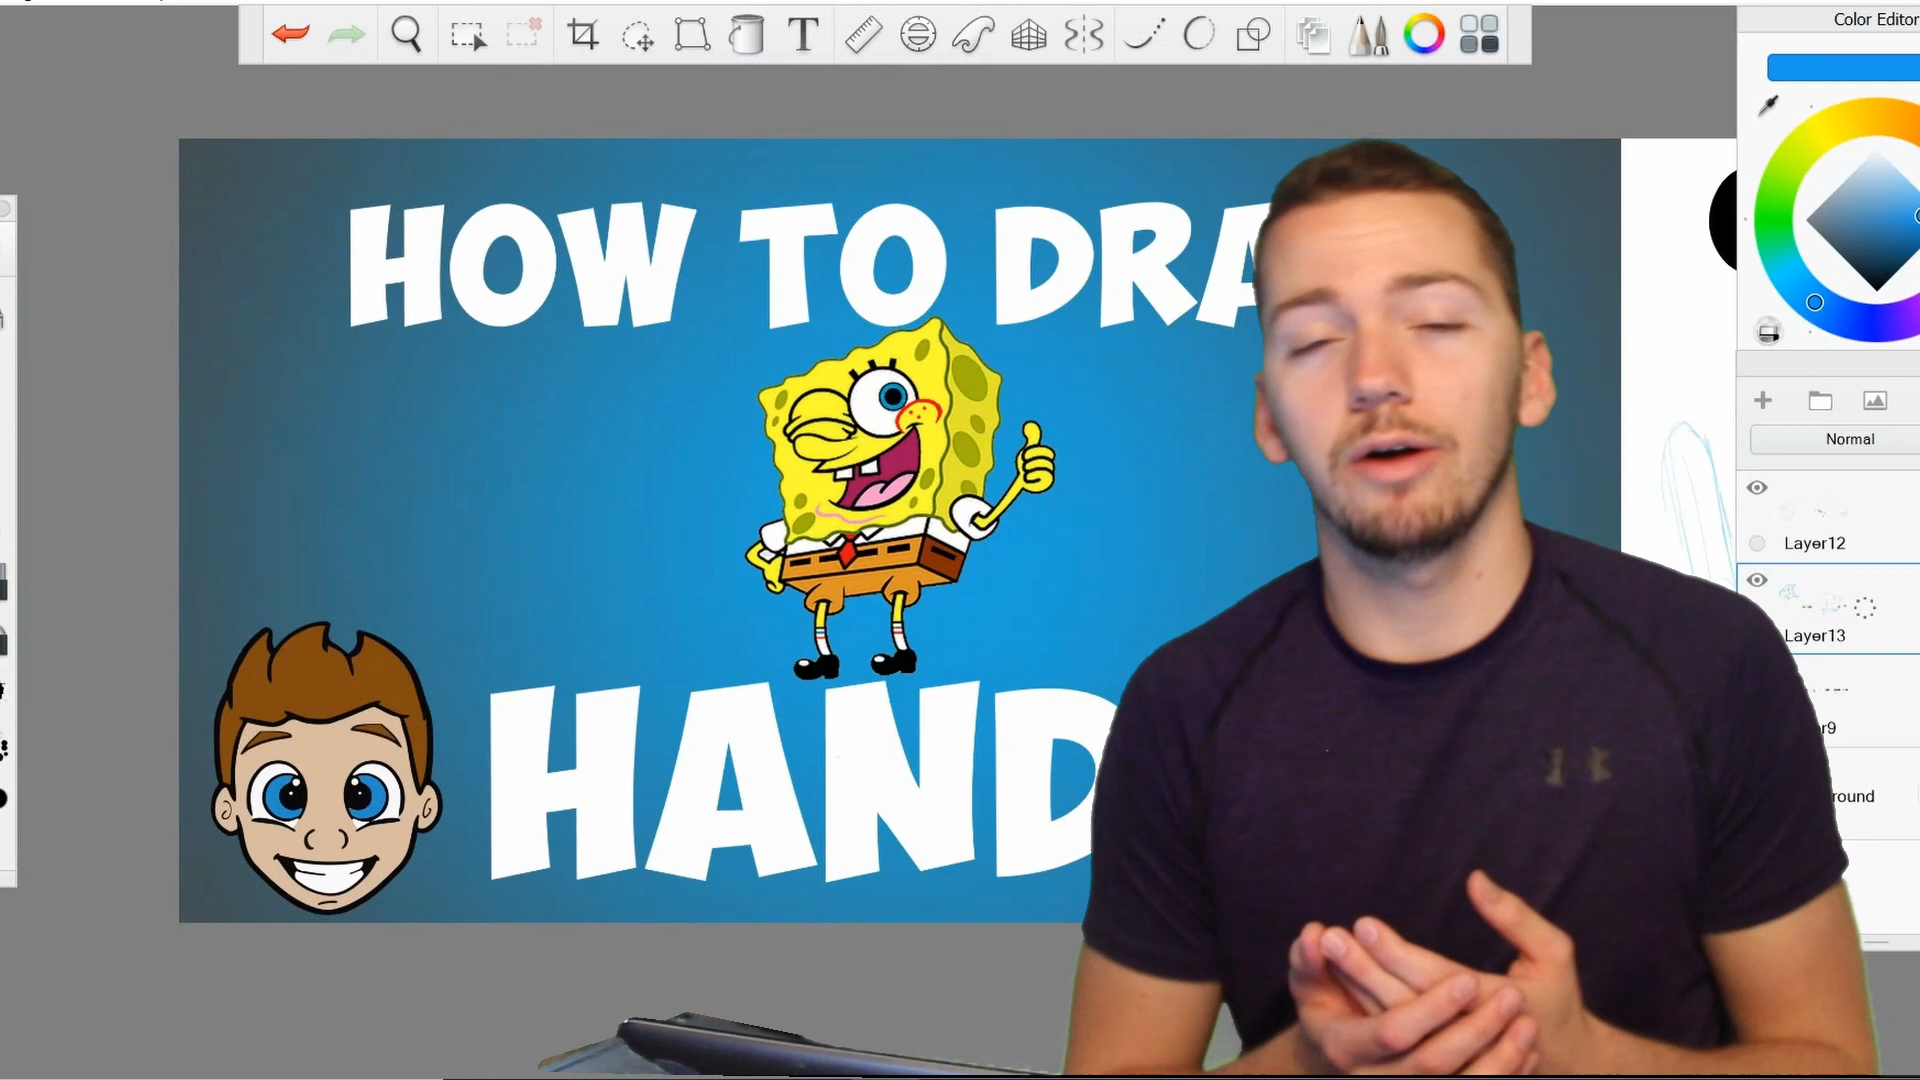 Color Editor
T
HOW TO DRA
Normal
Layer12
Layer13
r9
round
HAND